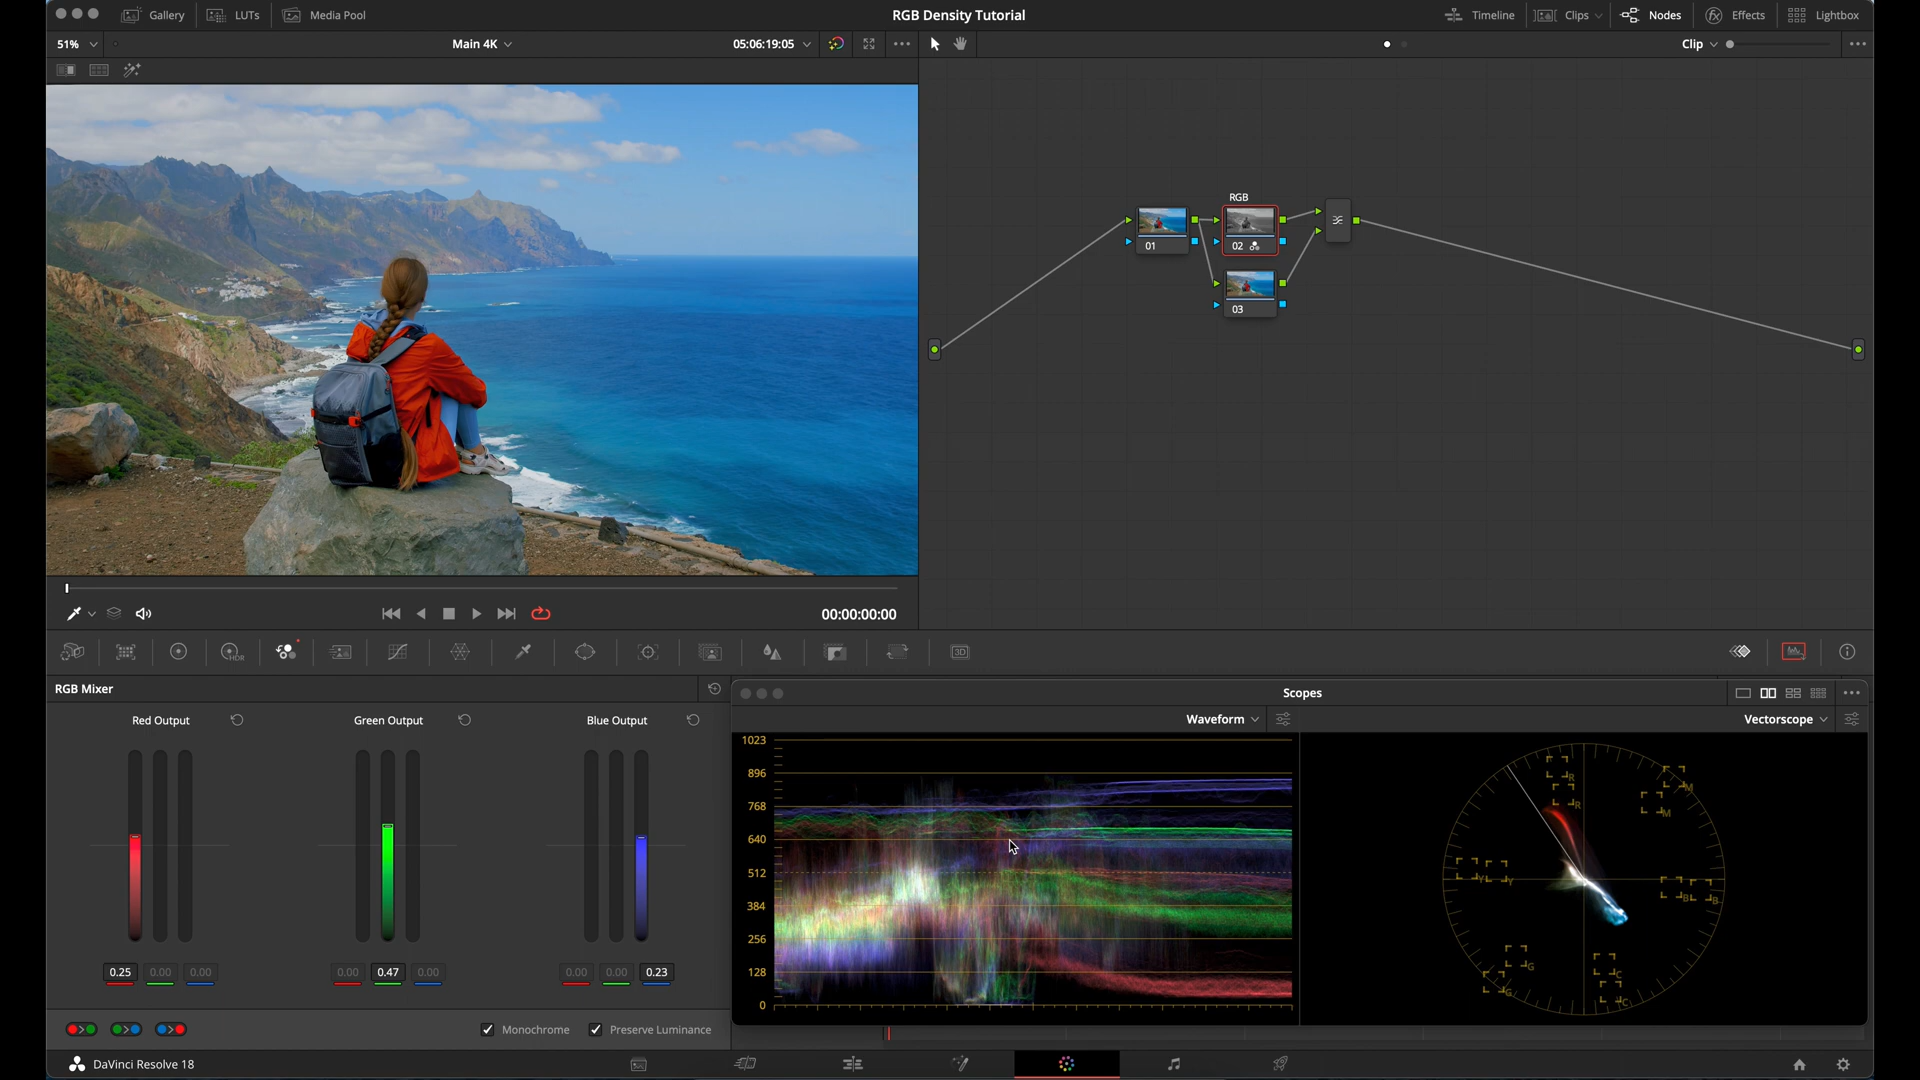 Gallery LUTs Media Pool RGB Density Tutorial Timeline Clips Nodes Effects Lightbox
51% Main 4K 05:06:19:05 Clip
RGB
01 02
03
00:00:00:00
HDR 3D
RGB Mixer
Scopes
Red Output Green Output Blue Output
Waveform Vectorscope
1023
896
768
640
512
384
256
128
0
R
R
M
M
Y Y
B B
G
G
C
C
0.25 0.00 0.00 0.00 0.47 0.00 0.00 0.00 0.23
Monochrome Preserve Luminance
DaVinci Resolve 18